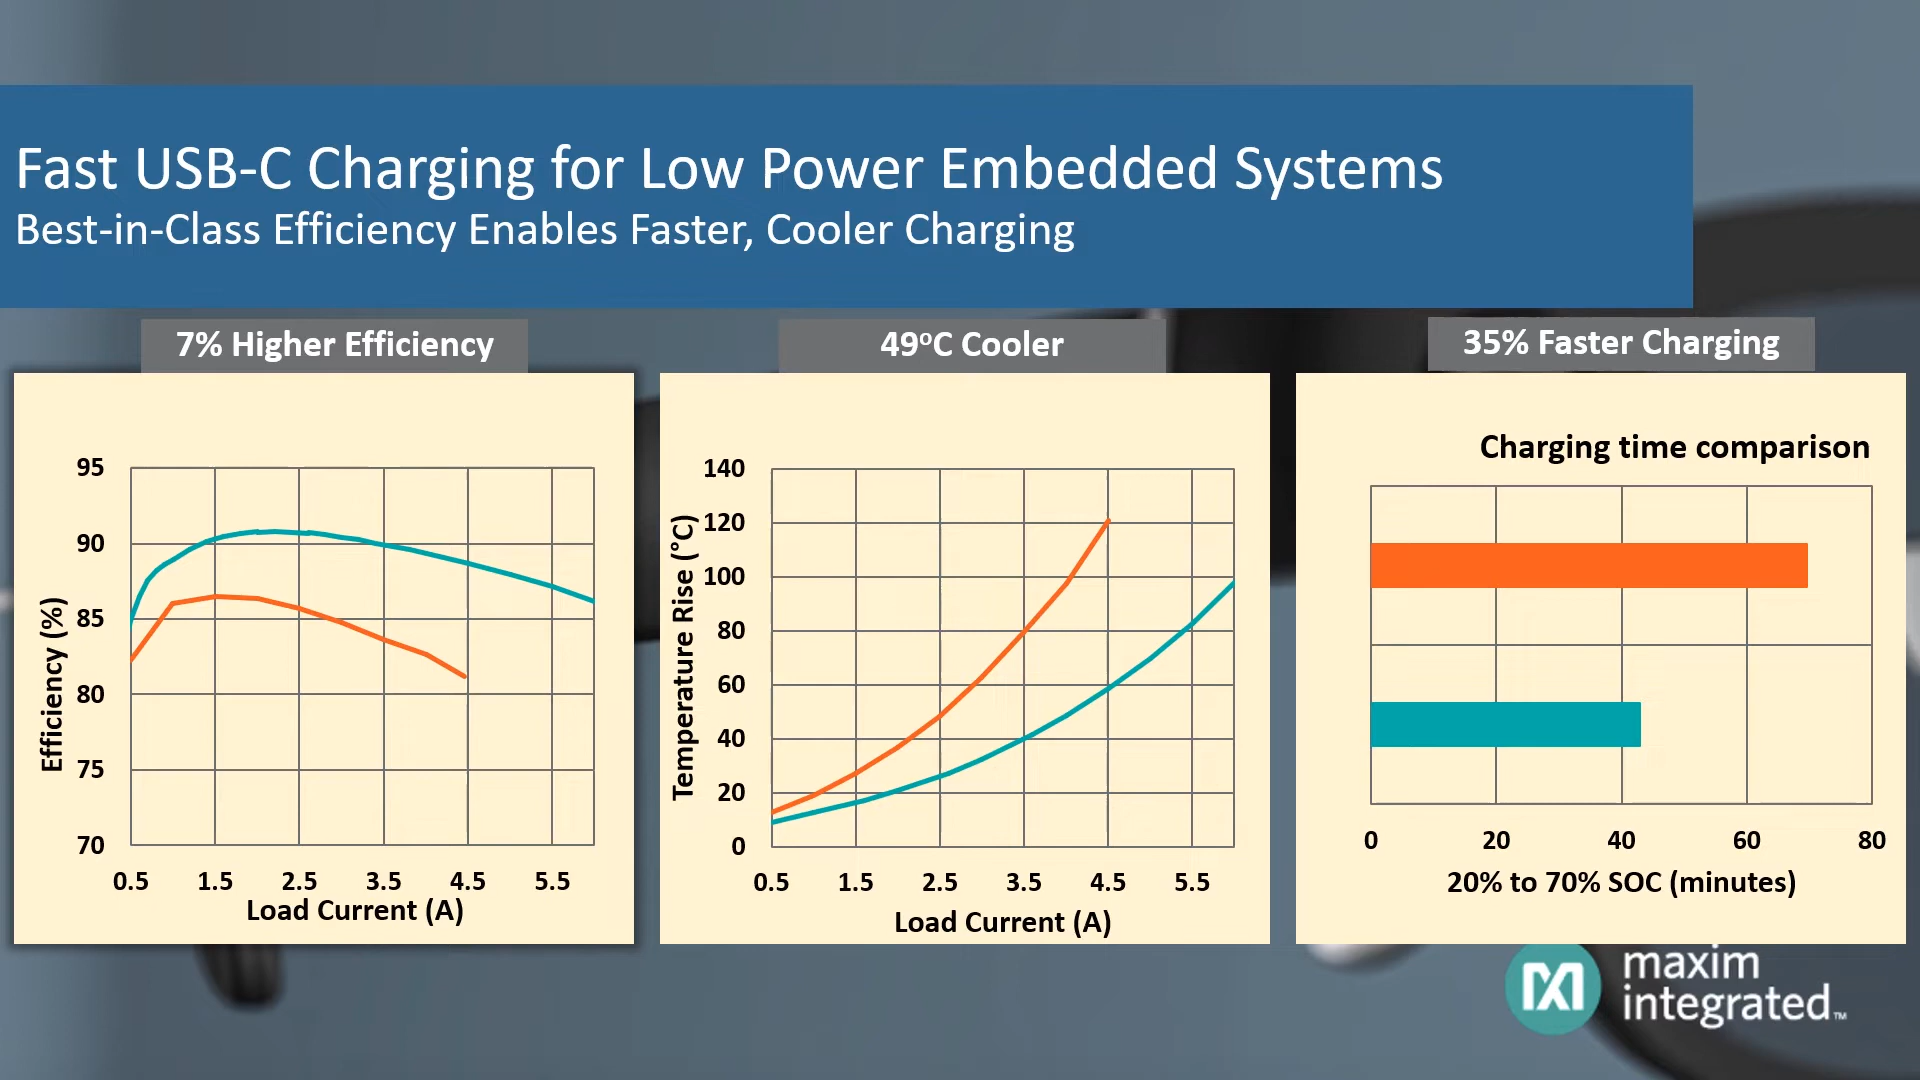 Fast USB-C Charging for Low Power Embedded Systems
Best-in-Class Efficiency Enables Faster, Cooler Charging
7% Higher Efficiency
95
90
85
80
75
70
Efficiency (%)
0.5 1.5 2.5 3.5 4.5 5.5
Load Current (A)
49°C Cooler
140
120
100
80
60
40
20
0
Temperature Rise (°C)
0.5 1.5 2.5 3.5 4.5 5.5
Load Current (A)
35% Faster Charging
Charging time comparison
0 20 40 60 80
20% to 70% SOC (minutes)
maxim
integrated™